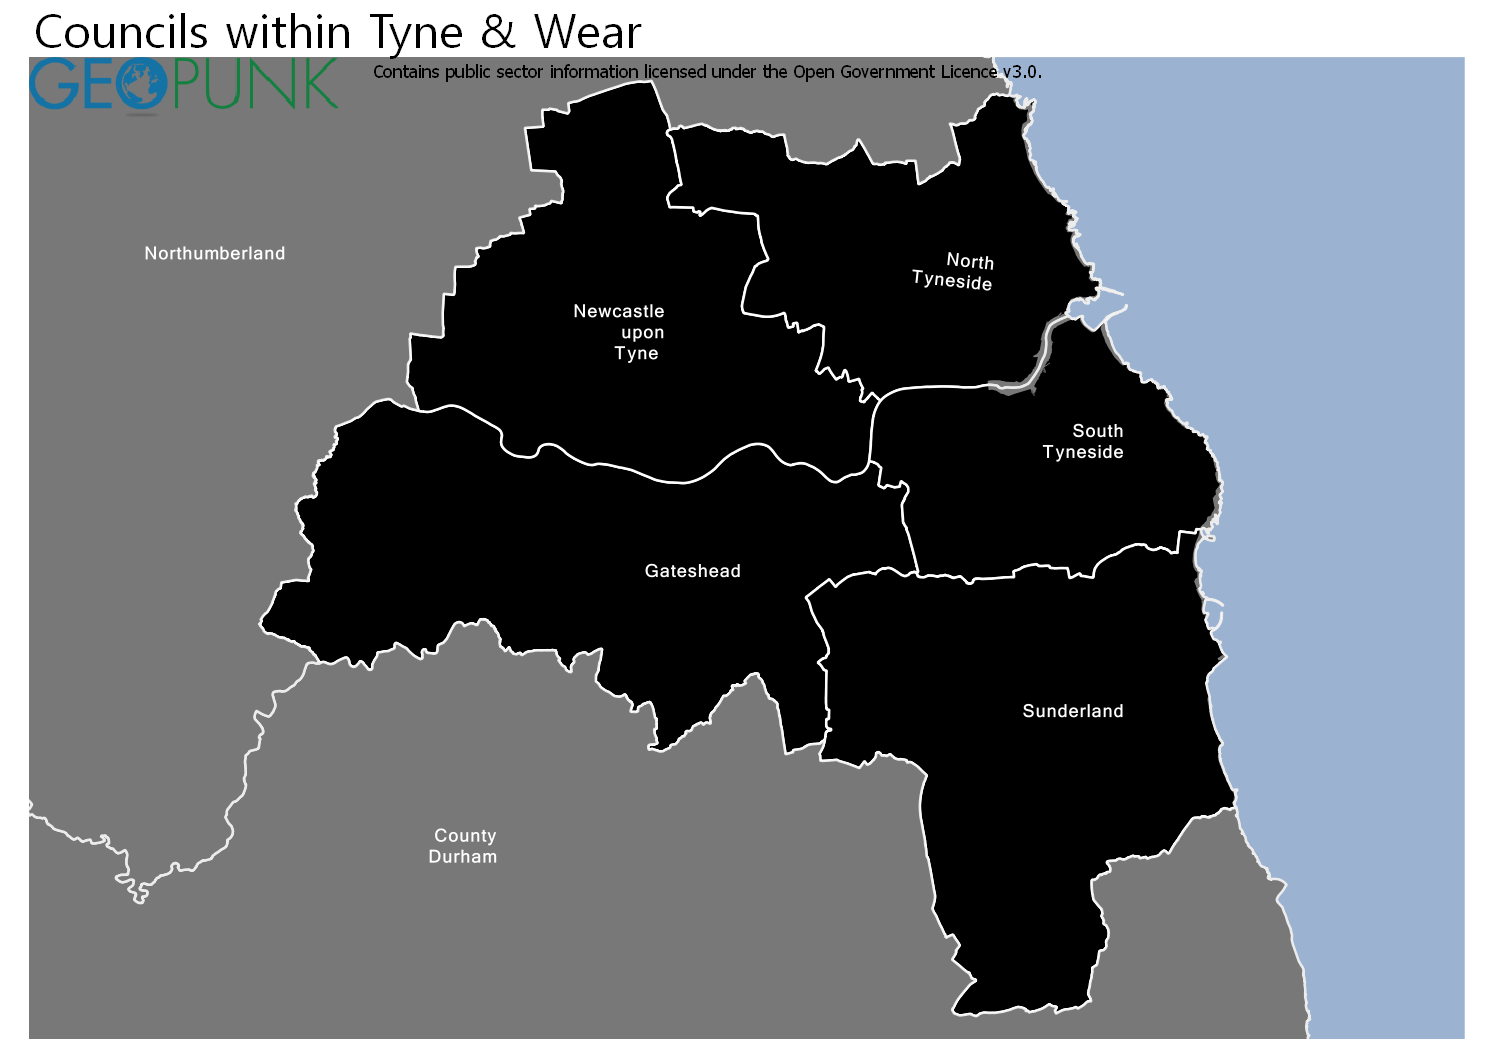 Councils within Tyne & Wear
GEOPUNK
Contains public sector information licensed under the Open Government Licence v3.0.
Northumberland
North
Tyneside
Newcastle
upon
Tyne
South
Tyneside
Gateshead
Sunderland
County
Durham